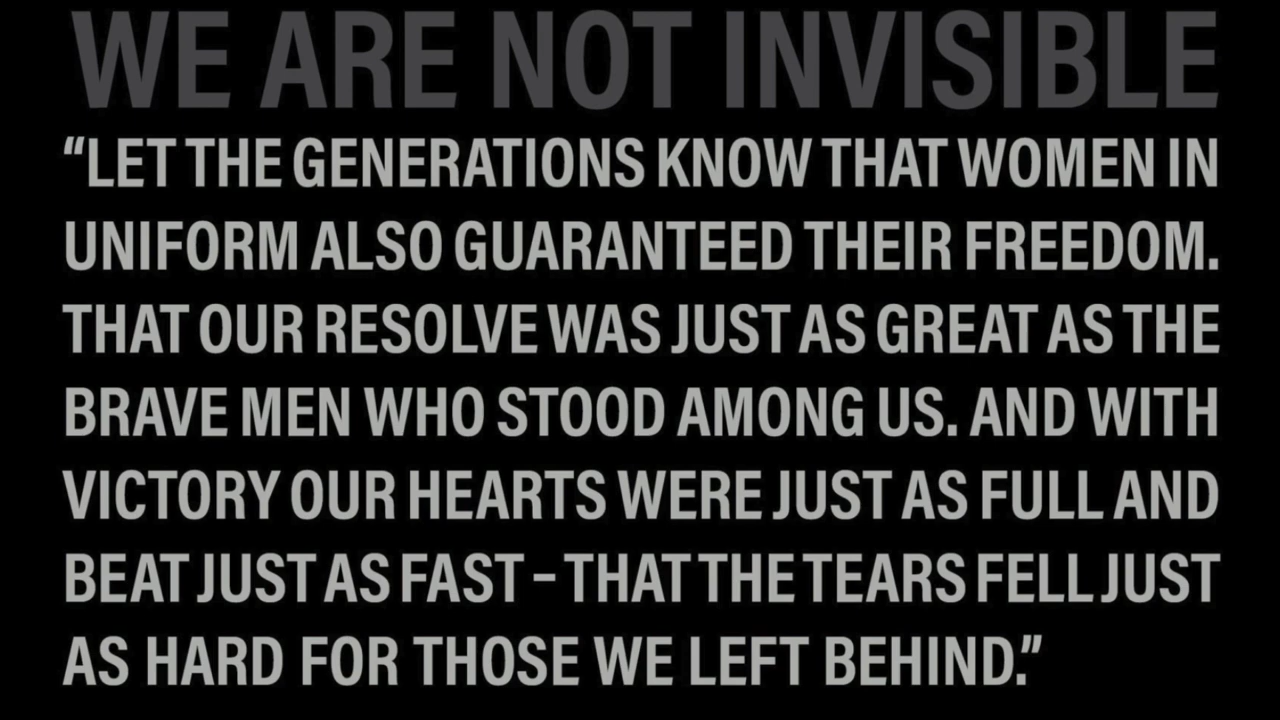 WE ARE NOT INVISIBLE
“LET THE GENERATIONS KNOW THAT WOMEN IN
UNIFORM ALSO GUARANTEED THEIR FREEDOM.
THAT OUR RESOLVE WAS JUST AS GREAT AS THE
BRAVE MEN WHO STOOD AMONG US. AND WITH
VICTORY OUR HEARTS WERE JUST AS FULL AND
BEAT JUST AS FAST – THAT THE TEARS FELL JUST
AS HARD FOR THOSE WE LEFT BEHIND.”